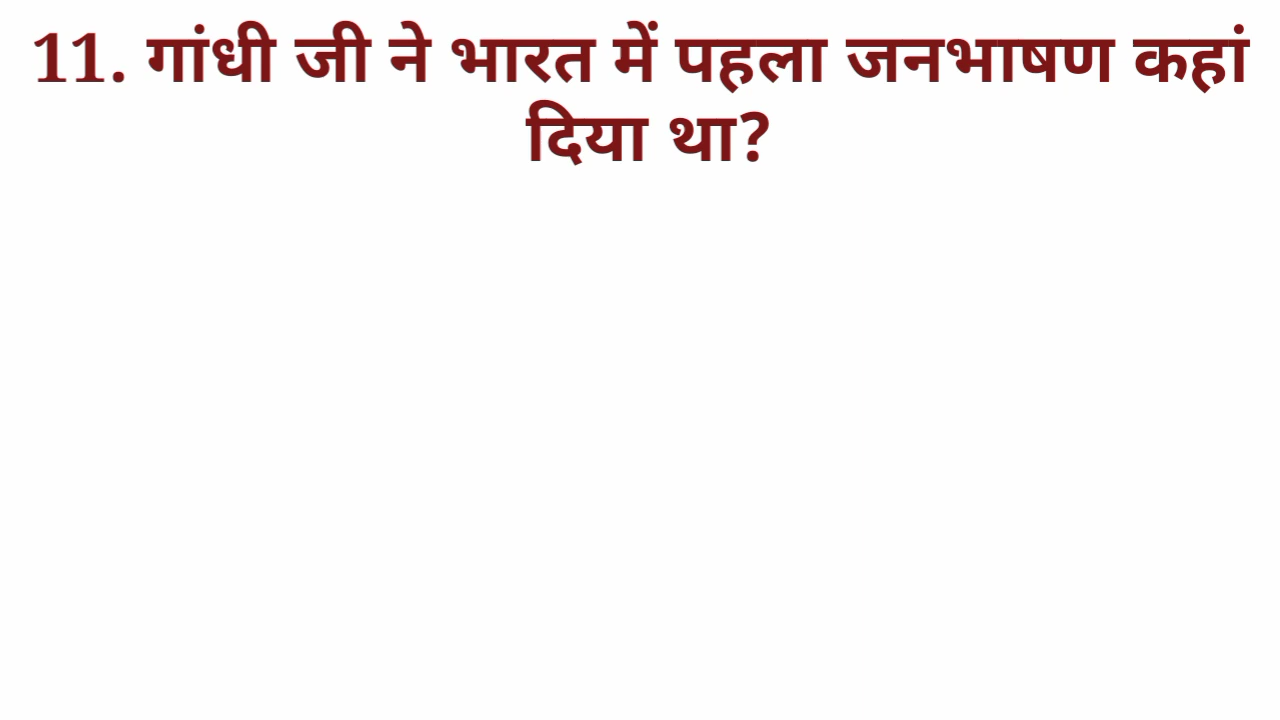 11. गांधी जी ने भारत में पहला जनभाषण कहां
दिया था?